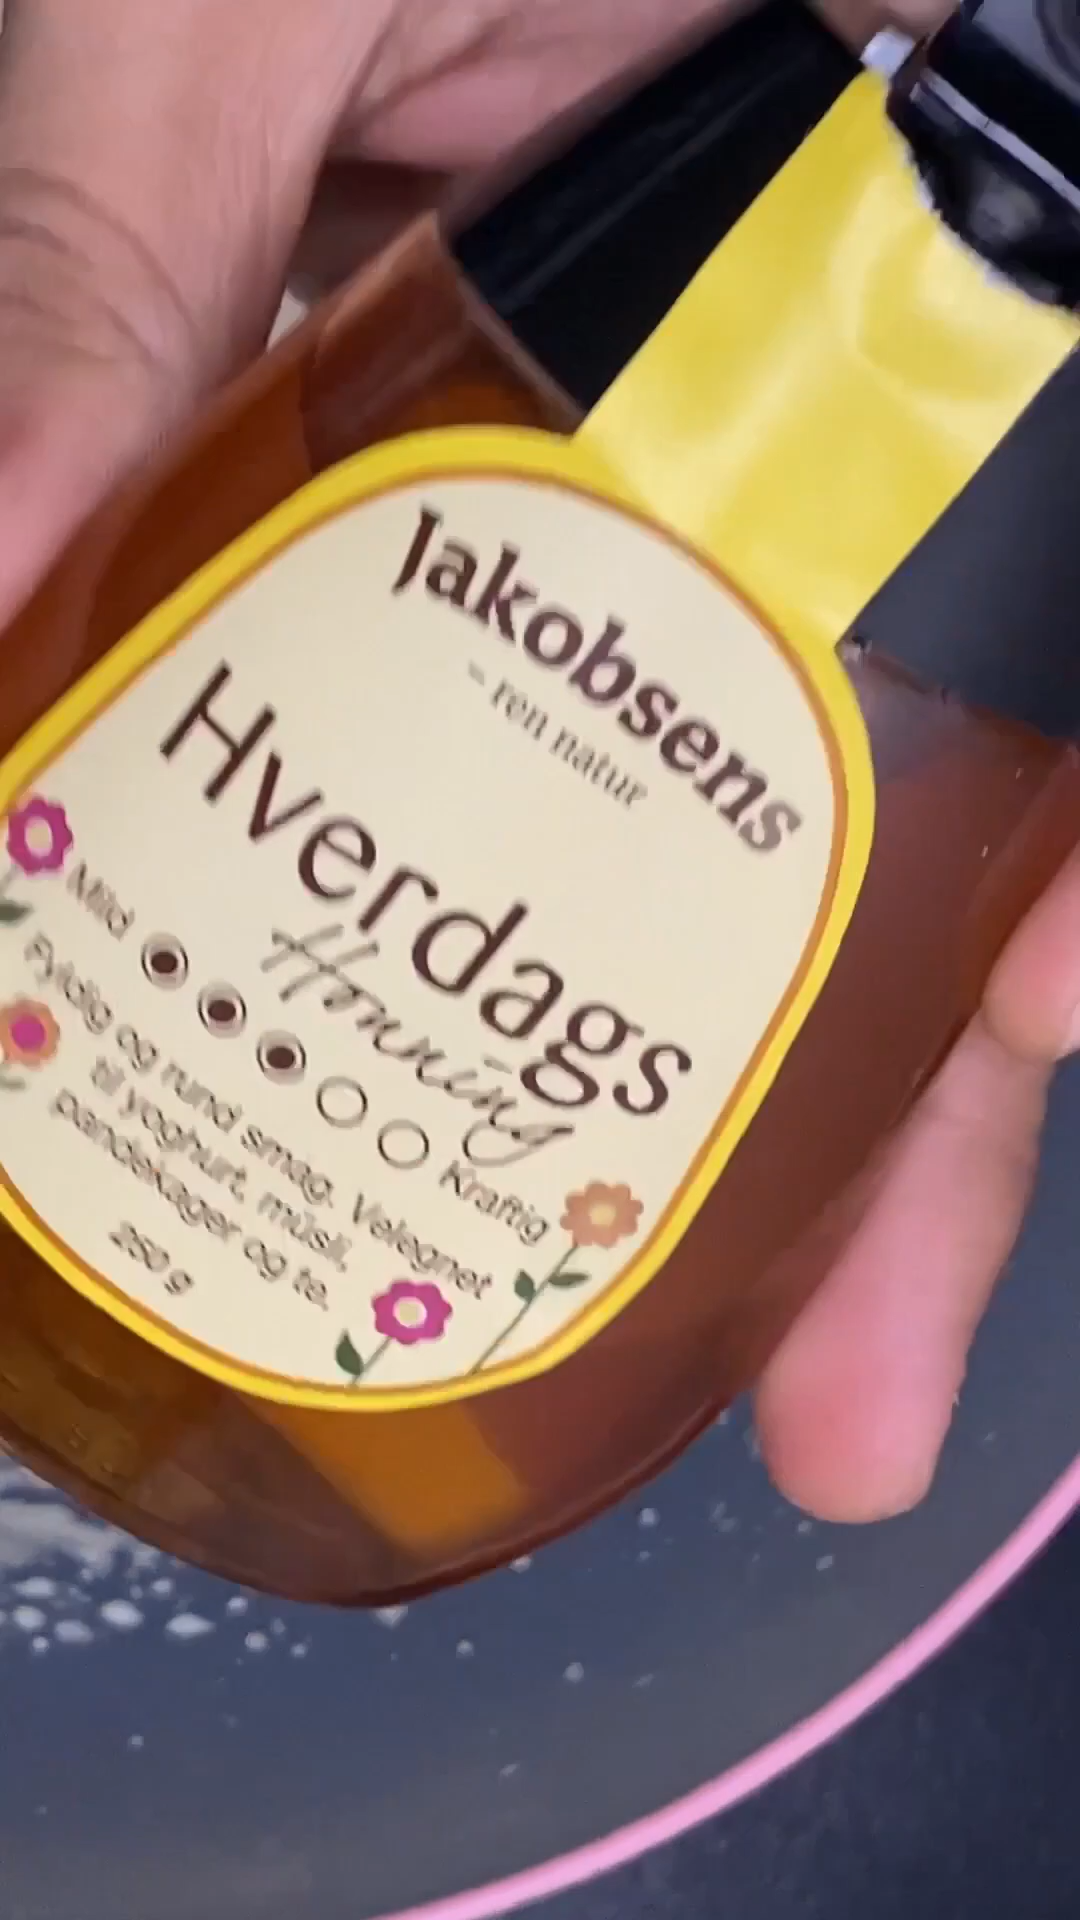 Jakobsens
- ren natur
Hverdags
Honning
Mild
Kraftig
Fyldig og rund smag. Velegnet
til yoghurt, müsli,
pandekager og te.
250 g